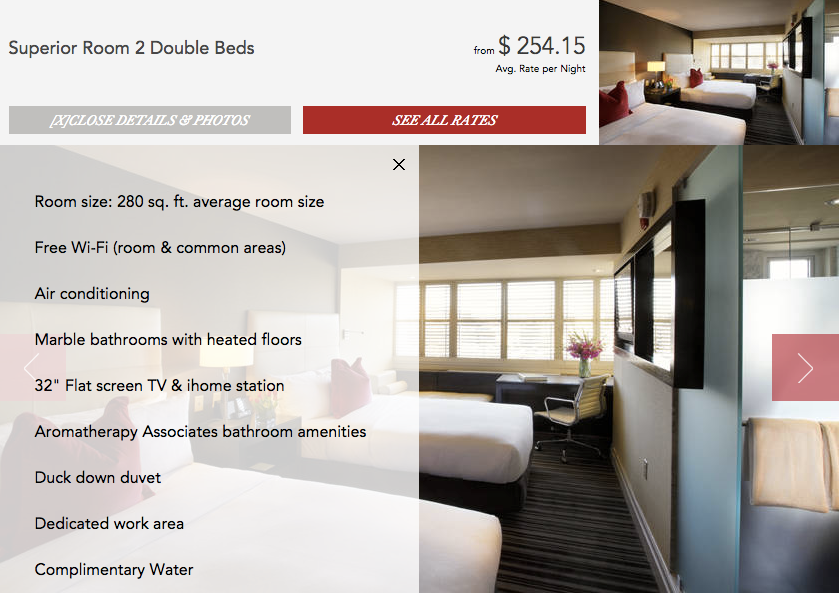 Superior Room 2 Double Beds
from $ 254.15
Avg. Rate per Night
[X]CLOSE DETAILS & PHOTOS
SEE ALL RATES
Room size: 280 sq. ft. average room size
Free Wi-Fi (room & common areas)
Air conditioning
Marble bathrooms with heated floors
32" Flat screen TV & ihome station
Aromatherapy Associates bathroom amenities
Duck down duvet
Dedicated work area
Complimentary Water